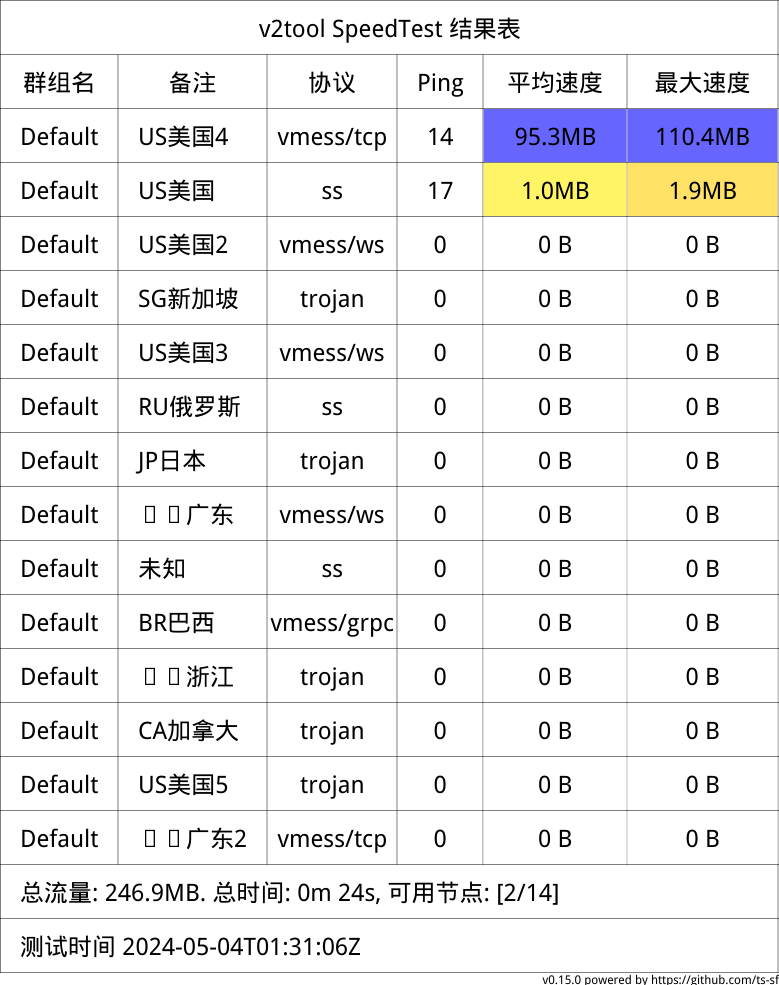 v2tool SpeedTest 结果表
群组名 备注 协议 Ping 平均速度 最大速度
Default US美国4 vmess/tcp 14 95.3MB 110.4MB
Default US美国 ss 17 1.0MB 1.9MB
Default US美国2 vmess/ws 0 0 B 0 B
Default SG新加坡 trojan 0 0 B 0 B
Default US美国3 vmess/ws 0 0 B 0 B
Default RU俄罗斯 ss 0 0 B 0 B
Default JP日本 trojan 0 0 B 0 B
Default 广东 vmess/ws 0 0 B 0 B
Default 未知 ss 0 0 B 0 B
Default BR巴西 vmess/grpc 0 0 B 0 B
Default 浙江 trojan 0 0 B 0 B
Default CA加拿大 trojan 0 0 B 0 B
Default US美国5 trojan 0 0 B 0 B
Default 广东2 vmess/tcp 0 0 B 0 B
总流量: 246.9MB. 总时间: 0m 24s, 可用节点: [2/14]
测试时间 2024-05-04T01:31:06Z
v0.15.0 powered by https://github.com/ts-sf